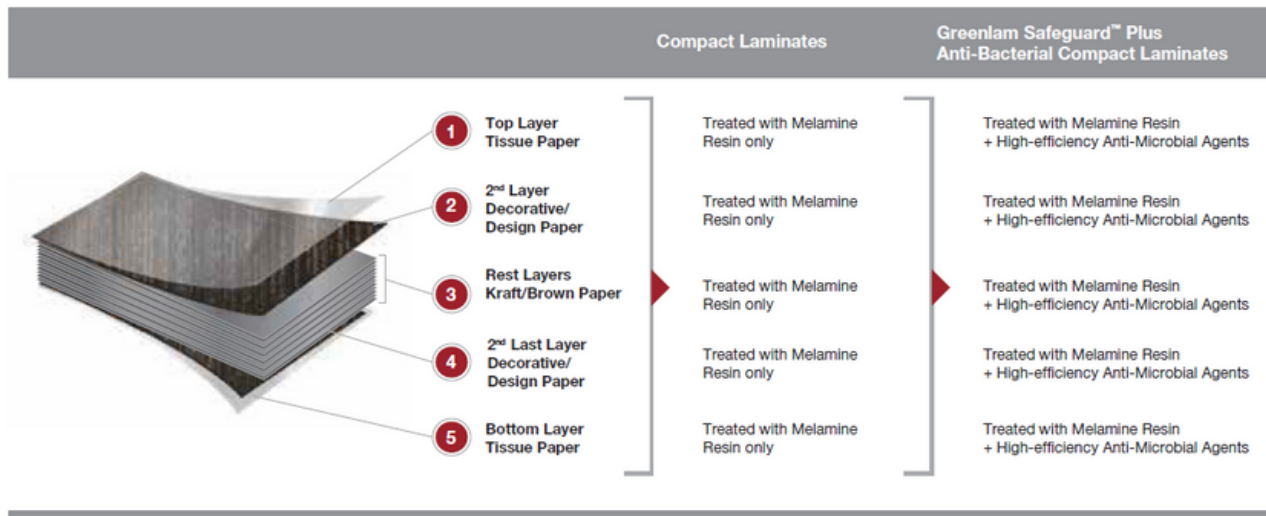 Compact Laminates
Greenlam Safeguard™ Plus
Anti-Bacterial Compact Laminates
1
Top Layer
Tissue Paper
Treated with Melamine
Resin only
Treated with Melamine Resin
+ High-efficiency Anti-Microbial Agents
2
2nd Layer
Decorative/
Design Paper
Treated with Melamine
Resin only
Treated with Melamine Resin
+ High-efficiency Anti-Microbial Agents
3
Rest Layers
Kraft/Brown Paper
Treated with Melamine
Resin only
Treated with Melamine Resin
+ High-efficiency Anti-Microbial Agents
4
2nd Last Layer
Decorative/
Design Paper
Treated with Melamine
Resin only
Treated with Melamine Resin
+ High-efficiency Anti-Microbial Agents
5
Bottom Layer
Tissue Paper
Treated with Melamine
Resin only
Treated with Melamine Resin
+ High-efficiency Anti-Microbial Agents